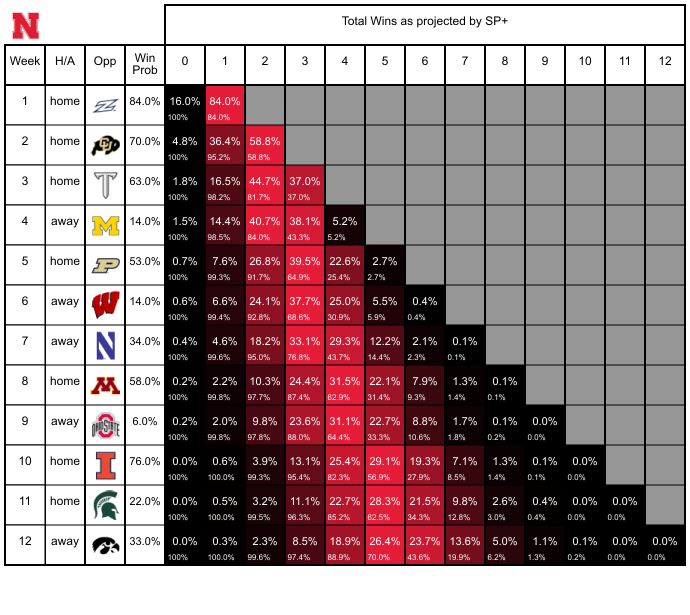 N
Total Wins as projected by SP+
Week H/A Opp Win Prob 0 1 2 3 4 5 6 7 8 9 10 11 12
1 home Z 84.0% 16.0% 84.0%
100% 84.0%
2 home CU 70.0% 4.8% 36.4% 58.8%
100% 95.2% 58.8%
3 home T 63.0% 1.8% 16.5% 44.7% 37.0%
100% 98.2% 81.7% 37.0%
4 away M 14.0% 1.5% 14.4% 40.7% 38.1% 5.2%
100% 98.5% 84.0% 43.3% 5.2%
5 home P 53.0% 0.7% 7.6% 26.8% 39.5% 22.6% 2.7%
100% 99.3% 91.7% 64.9% 25.4% 2.7%
6 away W 14.0% 0.6% 6.6% 24.1% 37.7% 25.0% 5.5% 0.4%
100% 99.4% 92.8% 68.6% 30.9% 5.9% 0.4%
7 away N 34.0% 0.4% 4.6% 18.2% 33.1% 29.3% 12.2% 2.1% 0.1%
100% 99.6% 95.0% 76.8% 43.7% 14.4% 2.3% 0.1%
8 home M 58.0% 0.2% 2.2% 10.3% 24.4% 31.5% 22.1% 7.9% 1.3% 0.1%
100% 99.8% 97.7% 87.4% 62.9% 31.4% 9.3% 1.4% 0.1%
9 away OHIO STATE 6.0% 0.2% 2.0% 9.8% 23.6% 31.1% 22.7% 8.8% 1.7% 0.1% 0.0%
100% 99.8% 97.8% 88.0% 64.4% 33.3% 10.6% 1.8% 0.2% 0.0%
10 home I 76.0% 0.0% 0.6% 3.9% 13.1% 25.4% 29.1% 19.3% 7.1% 1.3% 0.1% 0.0%
100% 100.0% 99.3% 95.4% 82.3% 56.9% 27.9% 8.5% 1.4% 0.1% 0.0%
11 home 22.0% 0.0% 0.5% 3.2% 11.1% 22.7% 28.3% 21.5% 9.8% 2.6% 0.4% 0.0% 0.0%
100% 100.0% 99.5% 96.3% 85.2% 62.5% 34.3% 12.8% 3.0% 0.4% 0.0% 0.0%
12 away 33.0% 0.0% 0.3% 2.3% 8.5% 18.9% 26.4% 23.7% 13.6% 5.0% 1.1% 0.1% 0.0% 0.0%
100% 100.0% 99.6% 97.4% 88.9% 70.0% 43.6% 19.9% 6.2% 1.3% 0.2% 0.0% 0.0%